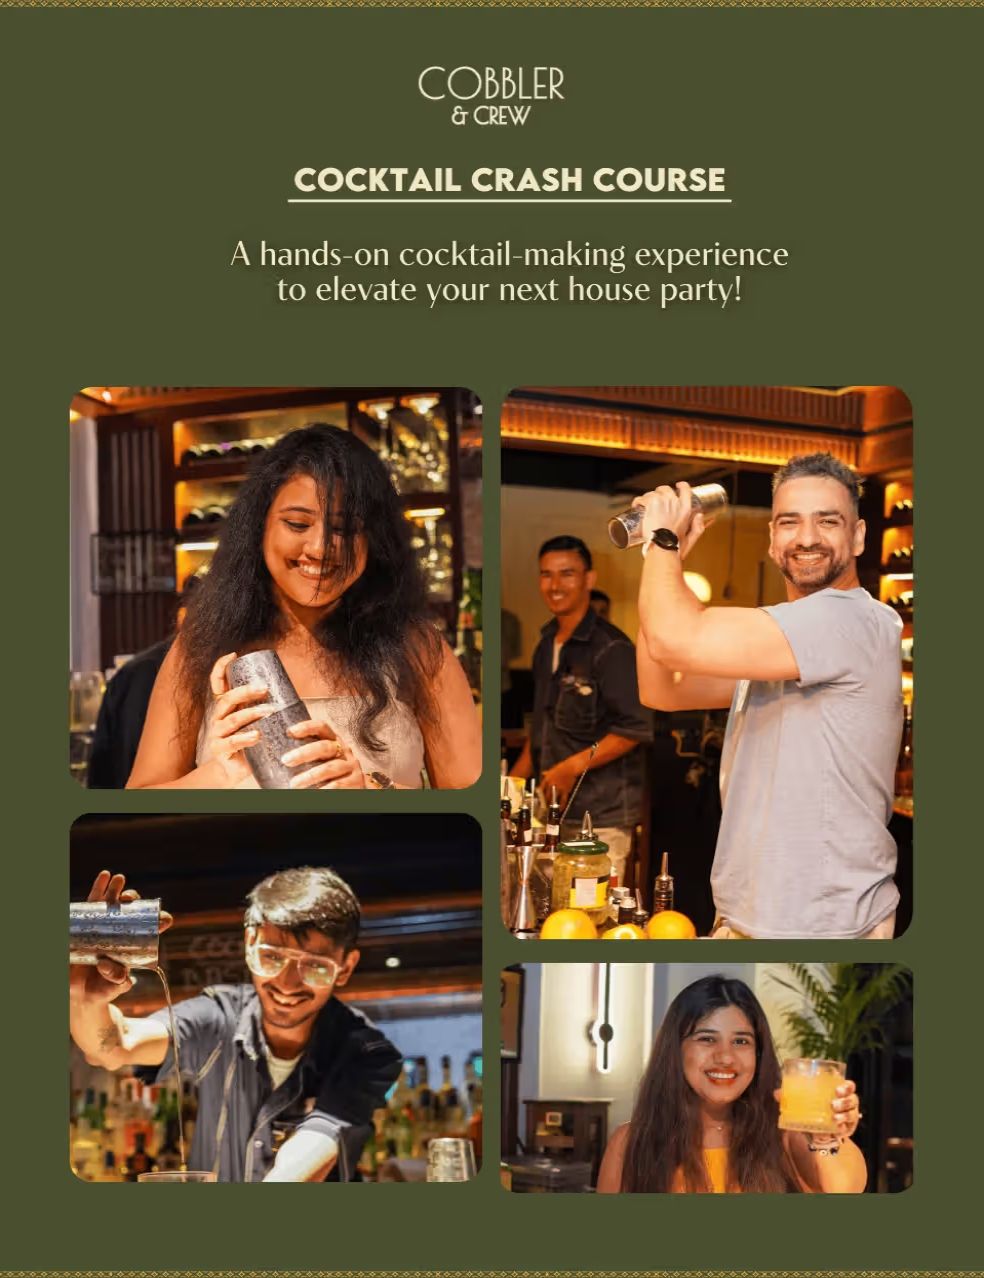 COBBLER
& CREW
COCKTAIL CRASH COURSE
A hands-on cocktail-making experience
to elevate your next house party!